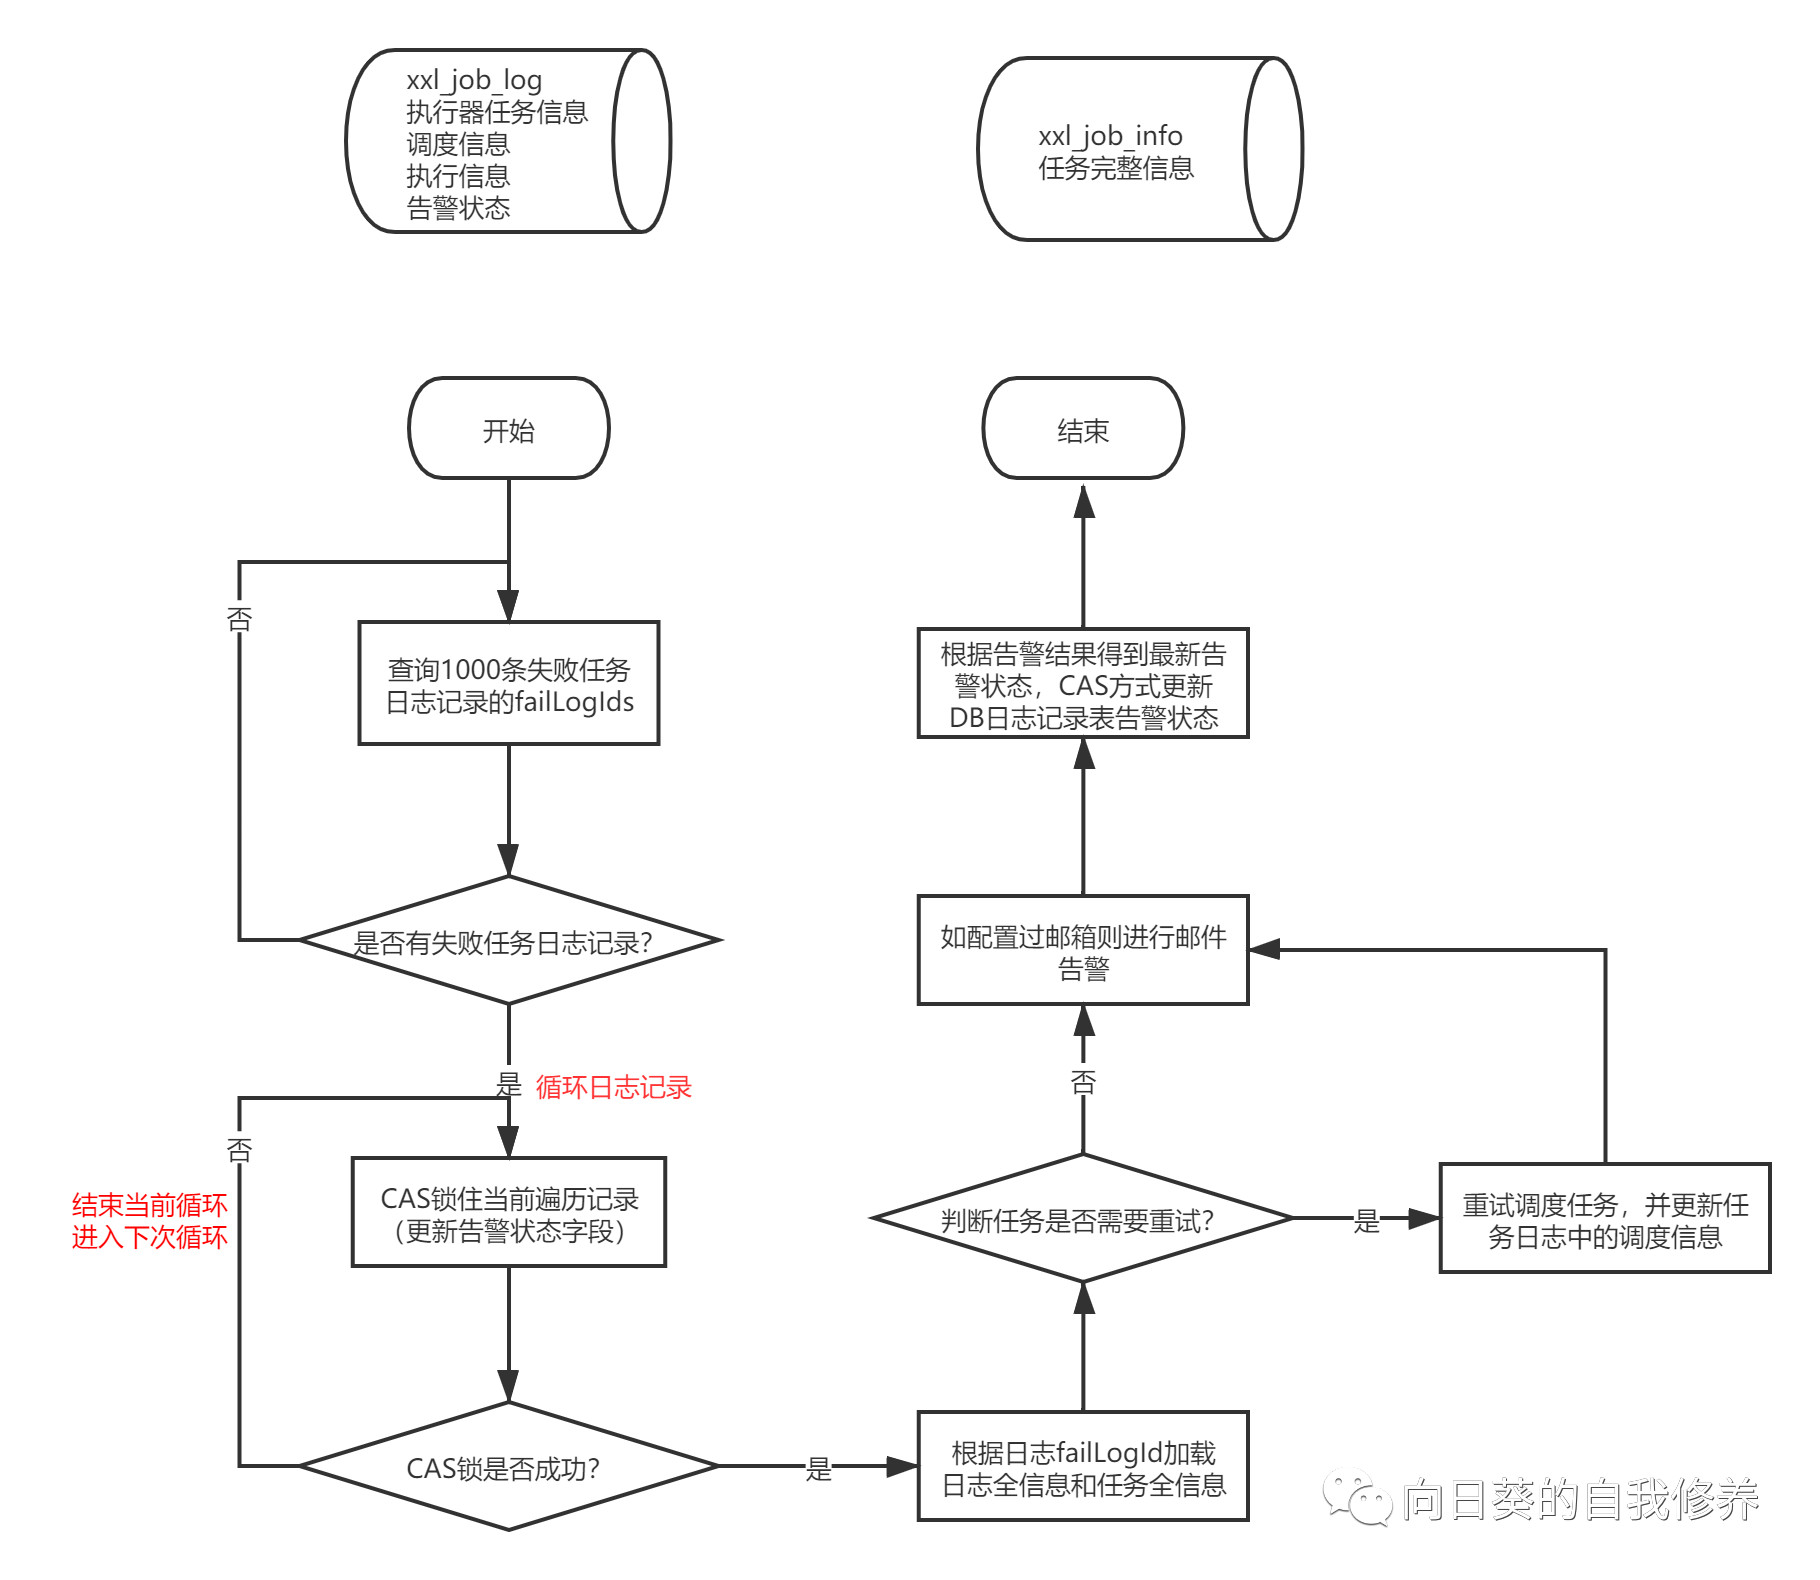 xxl_job_log
执行器任务信息
调度信息
执行信息
告警状态
xxl_job_info
任务完整信息
开始
否
查询1000条失败任务
日志记录的failLogIds
是否有失败任务日志记录？
是
循环日志记录
否
结束当前循环
进入下次循环
CAS锁住当前遍历记录
（更新告警状态字段）
CAS锁是否成功？
是
根据日志failLogId加载
日志全信息和任务全信息
判断任务是否需要重试？
是
重试调度任务，并更新任
务日志中的调度信息
否
如配置过邮箱则进行邮件
告警
根据告警结果得到最新告
警状态，CAS方式更新
DB日志记录表告警状态
结束
向日葵的自我修养